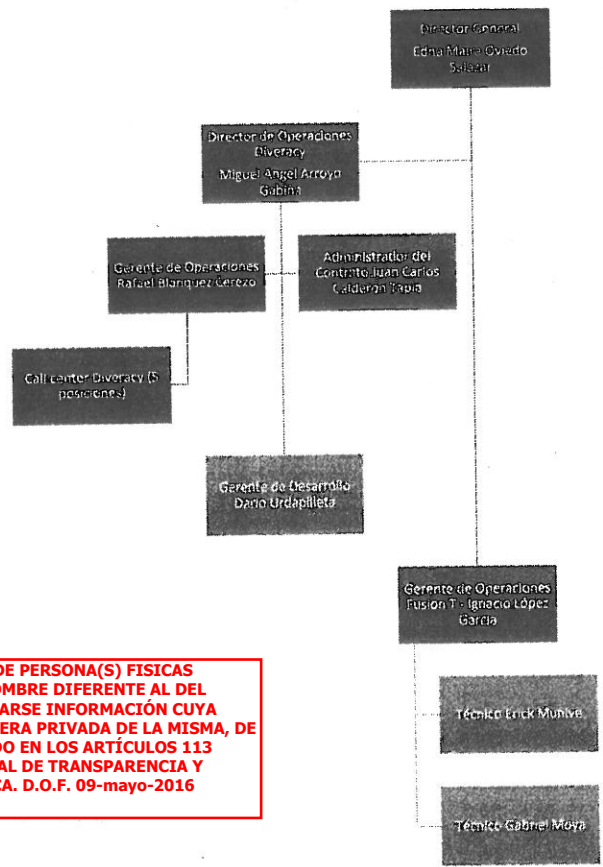 Director General
Edna Maira Oviedo
Salazar
Director de Operaciones
Diveracy
Miguel Angel Arroyo
Gabina
Gerente de Operaciones
Rafael Blanquez Cerezo
Administrador del
Contrato Juan Carlos
Calderon Tapia
Call center Diveracy (5
posiciones)
Gerente de Desarrollo
Dario Urdapilleta
Gerente de Operaciones
Fusion T - Ignacio López
Garcia
DE PERSONA(S) FISICAS
OMBRE DIFERENTE AL DEL
ARSE INFORMACIÓN CUYA
ERA PRIVADA DE LA MISMA, DE
DO EN LOS ARTÍCULOS 113
AL DE TRANSPARENCIA Y
CA. D.O.F. 09-mayo-2016
Técnico Erick Munive
Técnico Gabriel Moya